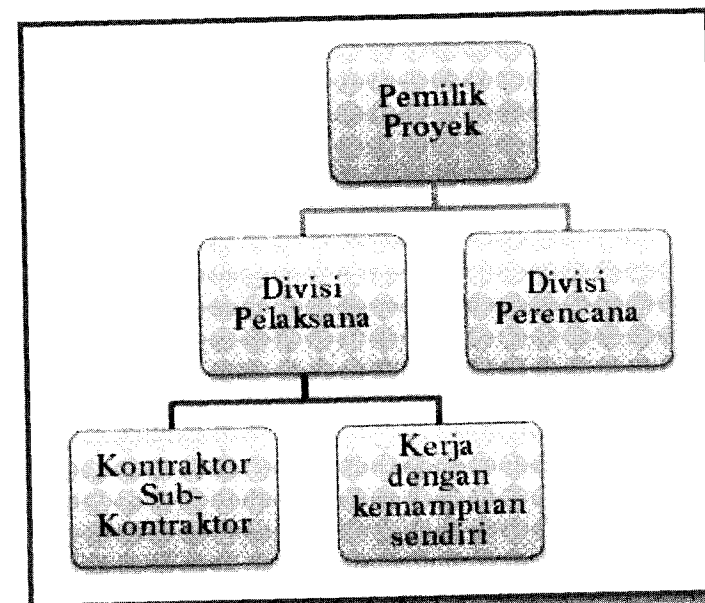 Pemilik
Proyek
Divisi
Pelaksana
Divisi
Perencana
Kontraktor
Sub-
Kontraktor
Kerja
dengan
kemampuan
sendiri